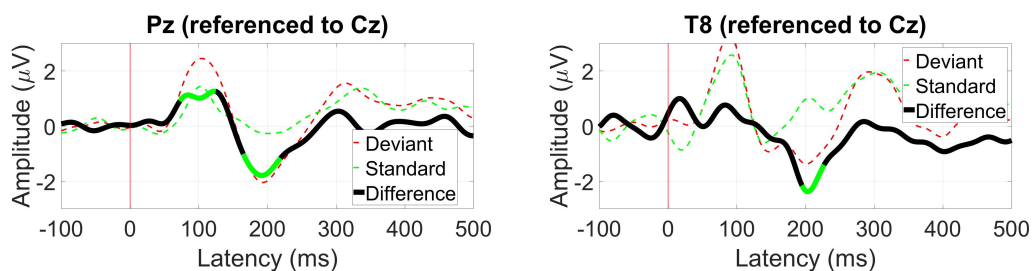 Pz (referenced to Cz)
Amplitude (μV)
2
0
-2
Deviant
Standard
Difference
-100 0 100 200 300 400 500
Latency (ms)
T8 (referenced to Cz)
Amplitude (μV)
2
0
-2
Deviant
Standard
Difference
-100 0 100 200 300 400 500
Latency (ms)